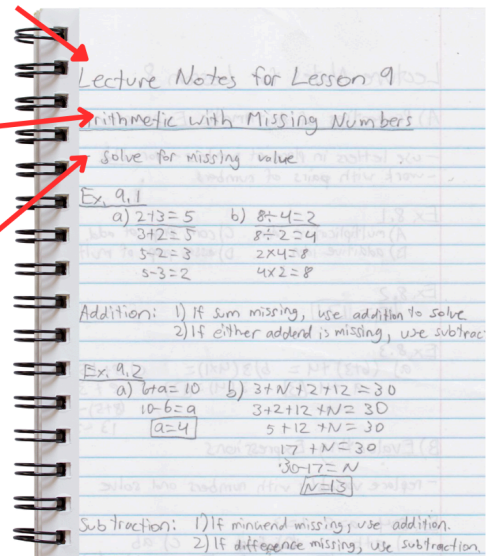 Lecture Notes for Lesson 9
Arithmetic with Missing Numbers
- solve for missing value
Ex. 9.1
a) 2+3=5 b) 8÷4=2
3+2=5 8÷2=4
5-2=3 2×4=8
5-3=2 4×2=8
Addition: 1) If sum missing, use addition to solve
2) If either addend is missing, use subtrac
Ex. 9.2
a) 6+a=10 b) 3+N+2+12=30
10-6=a 3+2+12+N=30
a=4 5+12+N=30
17+N=30
30-17=N
N=13
Subtraction: 1) If minuend missing, use addition.
2) If difference missing, use subtraction.